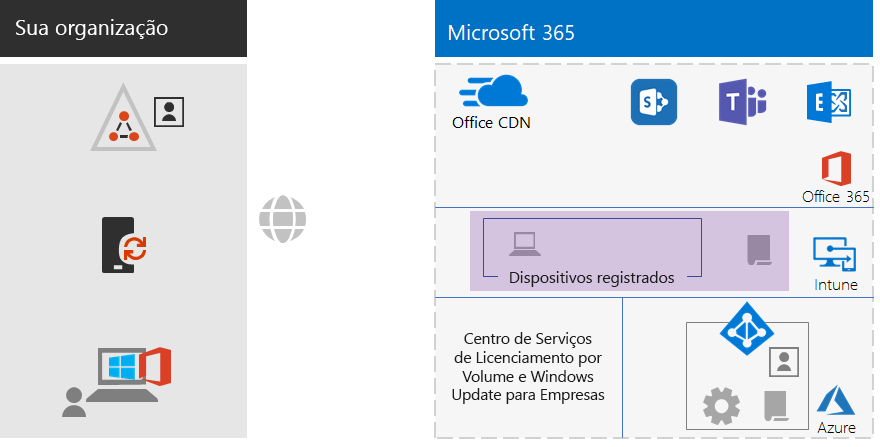 Sua organização
Microsoft 365
Office CDN
Office 365
Dispositivos registrados
Intune
Centro de Serviços
de Licenciamento por
Volume e Windows
Update para Empresas
Azure